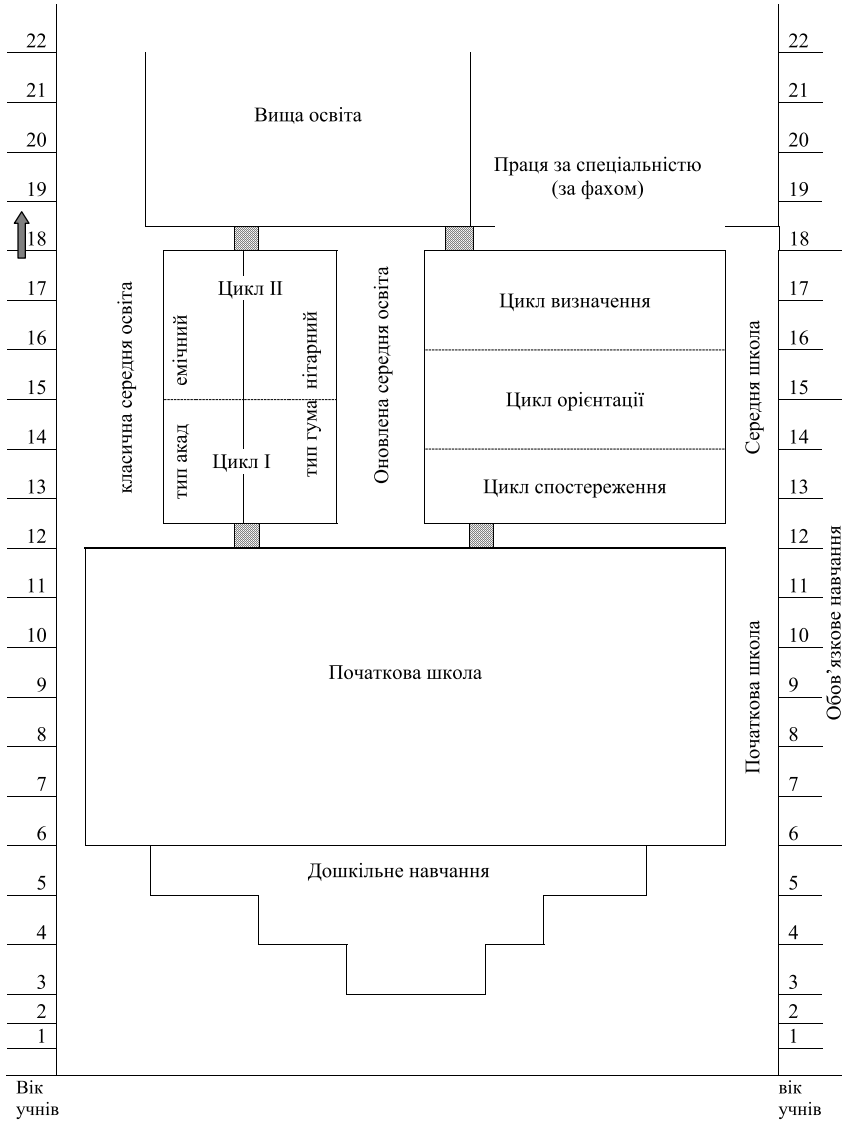 22
22
21
21
Вища освіта
20
20
Праця за спеціальністю
(за фахом)
19
19
18
18
класична середня освіта
Цикл II
тип академічний
тип гуманітарний
Цикл I
Оновлена середня освіта
Цикл визначення
Цикл орієнтації
Цикл спостереження
Середня школа
17
17
16
16
15
15
14
14
13
13
12
12
11
11
10
10
Початкова школа
Початкова школа
Обов’язкове навчання
9
9
8
8
7
7
6
6
Дошкільне навчання
5
5
4
4
3
3
2
2
1
1
Вік
учнів
вік
учнів